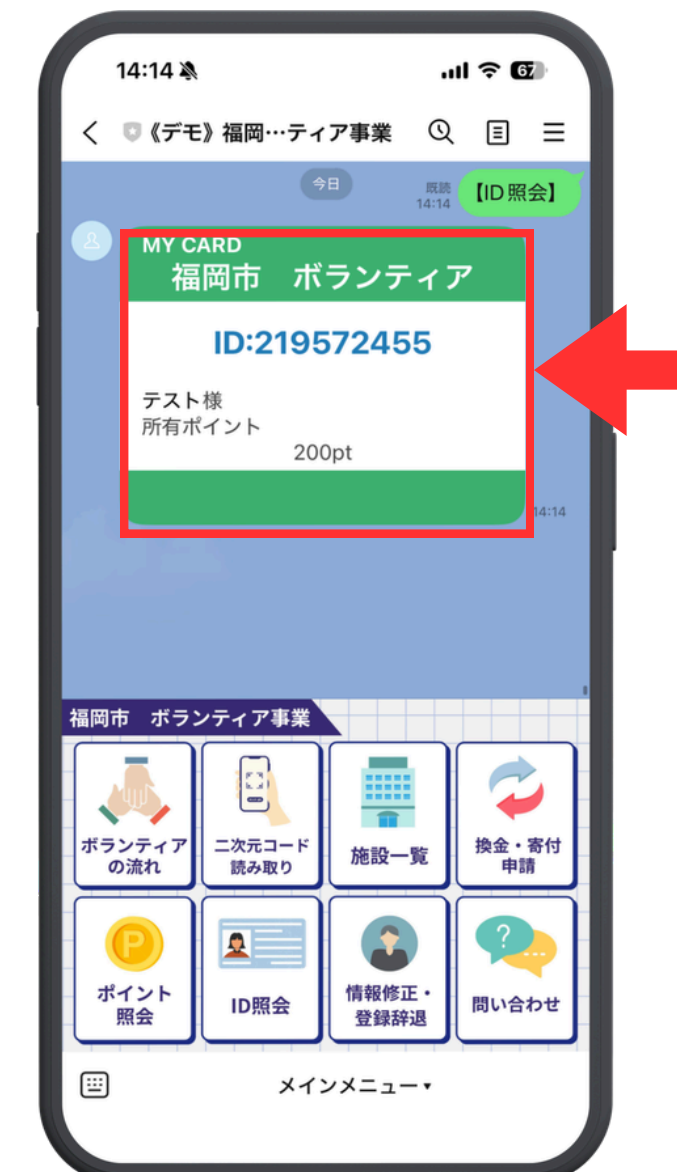 14:14
67
《デモ》福岡…ティア事業
今日
既読
14:14
【ID照会】
MY CARD
福岡市　ボランティア
ID:219572455
テスト様
所有ポイント
200pt
14:14
福岡市　ボランティア事業
ボランティア
の流れ
二次元コード
読み取り
施設一覧
換金・寄付
申請
P
ポイント
照会
ID照会
情報修正・
登録辞退
?
...
問い合わせ
メインメニュー▾